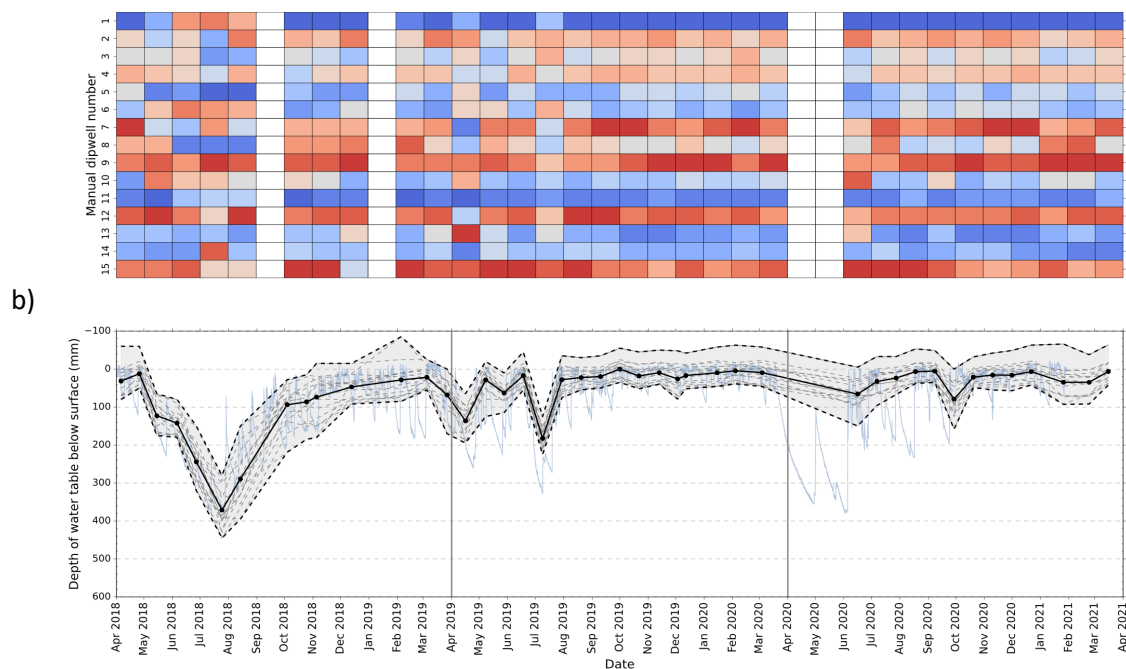 Manual dipwell number
1
2
3
4
5
6
7
8
9
10
11
12
13
14
15
b)
Depth of water table below surface (mm)
−100
0
100
200
300
400
500
600
Apr 2018
May 2018
Jun 2018
Jul 2018
Aug 2018
Sep 2018
Oct 2018
Nov 2018
Dec 2018
Jan 2019
Feb 2019
Mar 2019
Apr 2019
May 2019
Jun 2019
Jul 2019
Aug 2019
Sep 2019
Oct 2019
Nov 2019
Dec 2019
Jan 2020
Feb 2020
Mar 2020
Apr 2020
May 2020
Jun 2020
Jul 2020
Aug 2020
Sep 2020
Oct 2020
Nov 2020
Dec 2020
Jan 2021
Feb 2021
Mar 2021
Apr 2021
Date